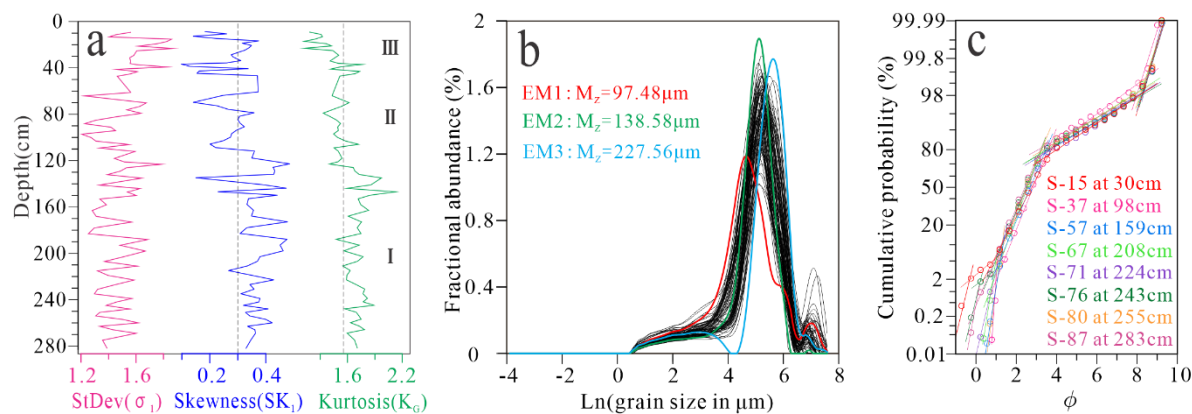 a
Depth(cm)
0
40
80
120
160
200
240
280
III
II
I
1.2 1.6
0.2 0.4
1.6 2.2
StDev(σ₁) Skewness(SK₁) Kurtosis(K_G)
b
Fractional abundance (%)
2
1.6
1.2
0.8
0.4
0
EM1: M_z=97.48μm
EM2: M_z=138.58μm
EM3: M_z=227.56μm
-4 -2 0 2 4 6 8
Ln(grain size in μm)
c
Cumulative probability (%)
99.99
99.8
98
80
50
20
2
0.2
0.01
S-15 at 30cm
S-37 at 98cm
S-57 at 159cm
S-67 at 208cm
S-71 at 224cm
S-76 at 243cm
S-80 at 255cm
S-87 at 283cm
0 2 4 6 8 10
ϕ